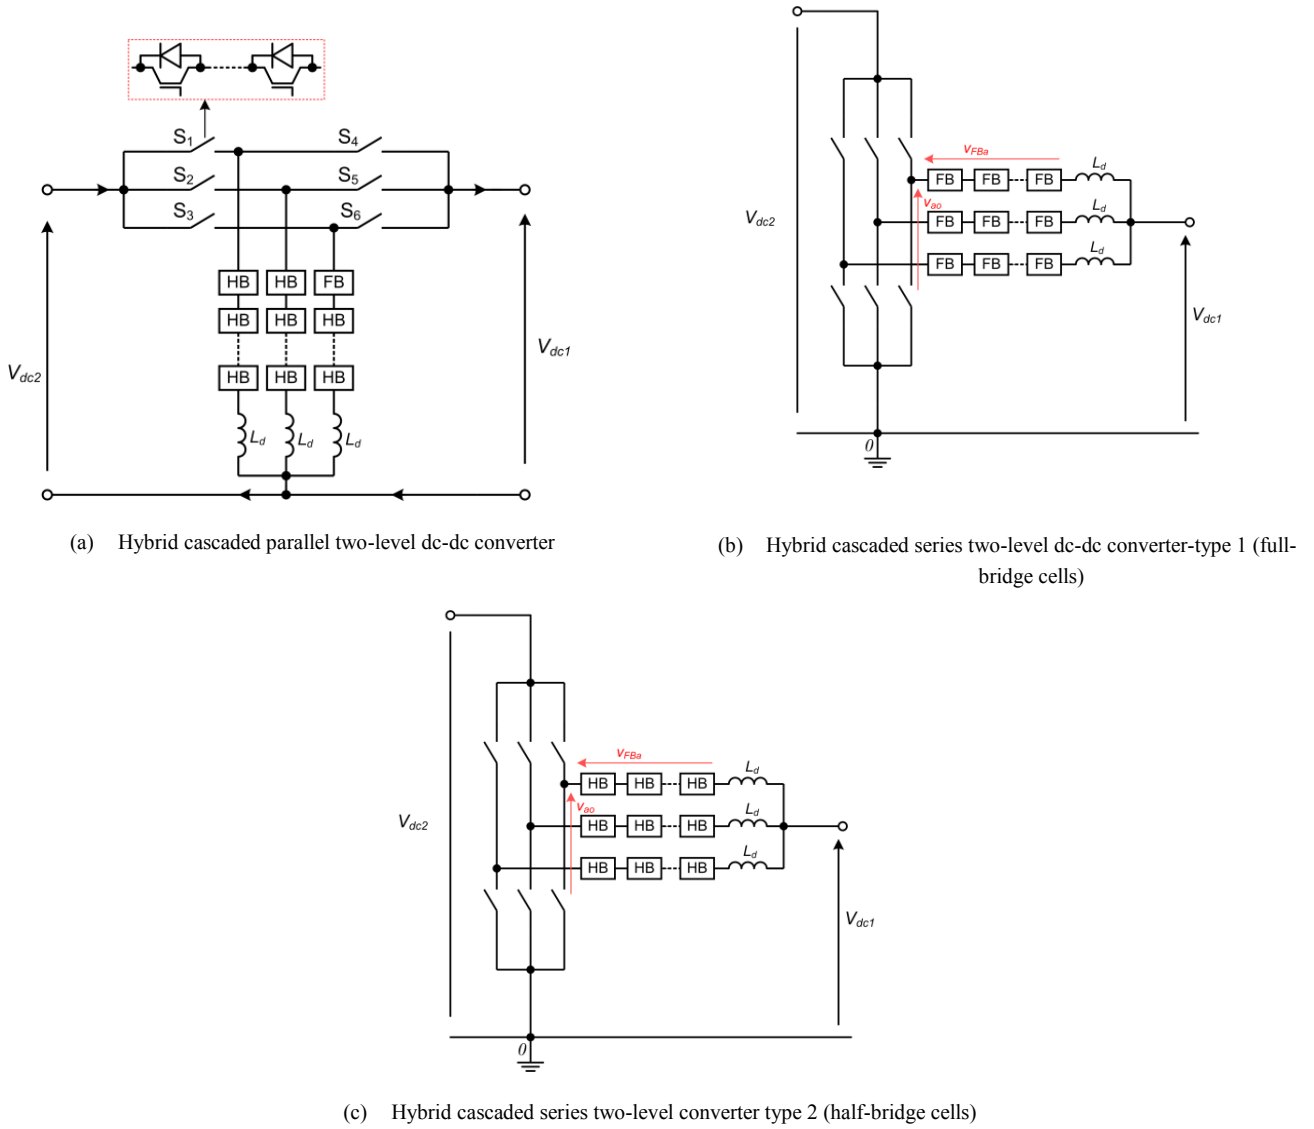 S1
S4
S2
S5
S3
S6
HB HB FB
HB HB HB
HB HB HB
Ld Ld Ld
Vdc2
Vdc1
(a) Hybrid cascaded parallel two-level dc-dc converter
vFBa
Ld
FB FB FB
vao
Vdc2
Ld
FB FB FB
Ld
FB FB FB
Vdc1
0
(b) Hybrid cascaded series two-level dc-dc converter-type 1 (full-
bridge cells)
vFBa
Ld
HB HB HB
vao
Vdc2
Ld
HB HB HB
Ld
HB HB HB
Vdc1
0
(c) Hybrid cascaded series two-level converter type 2 (half-bridge cells)